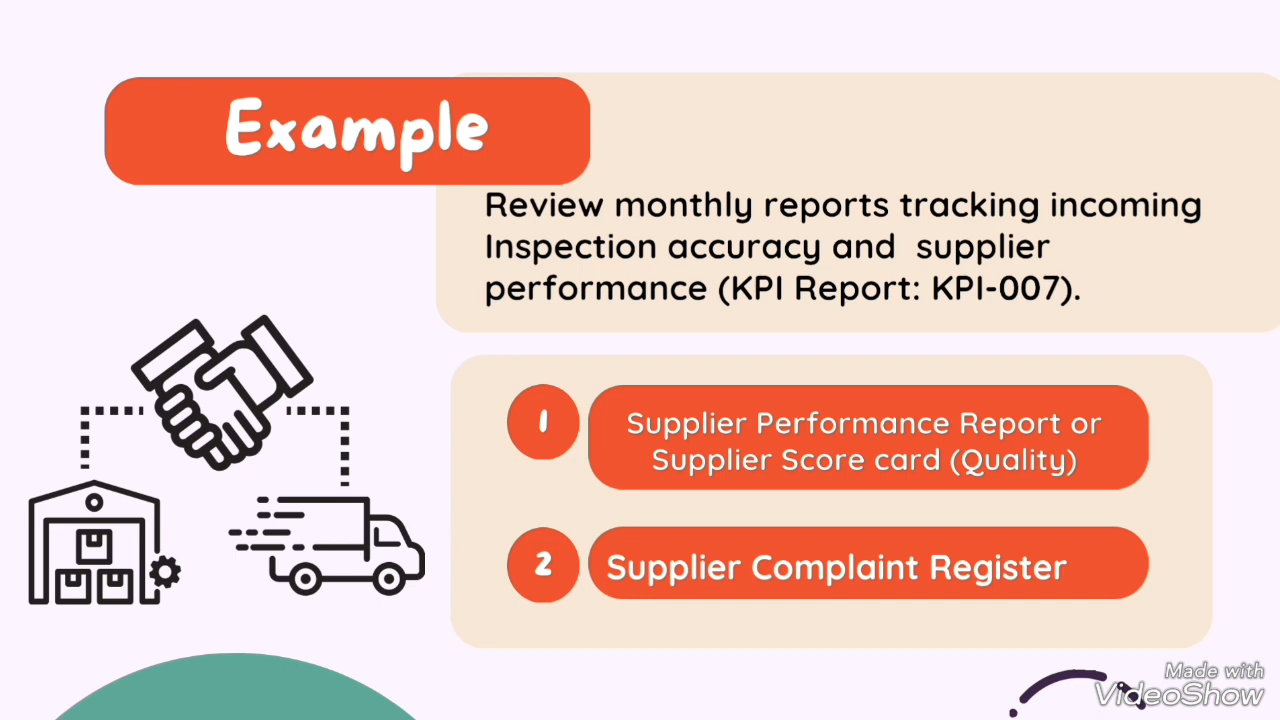 Example
Review monthly reports tracking incoming
Inspection accuracy and supplier
performance (KPI Report: KPI-007).
1
Supplier Performance Report or
Supplier Score card (Quality)
2
Supplier Complaint Register
Made with
VideoShow